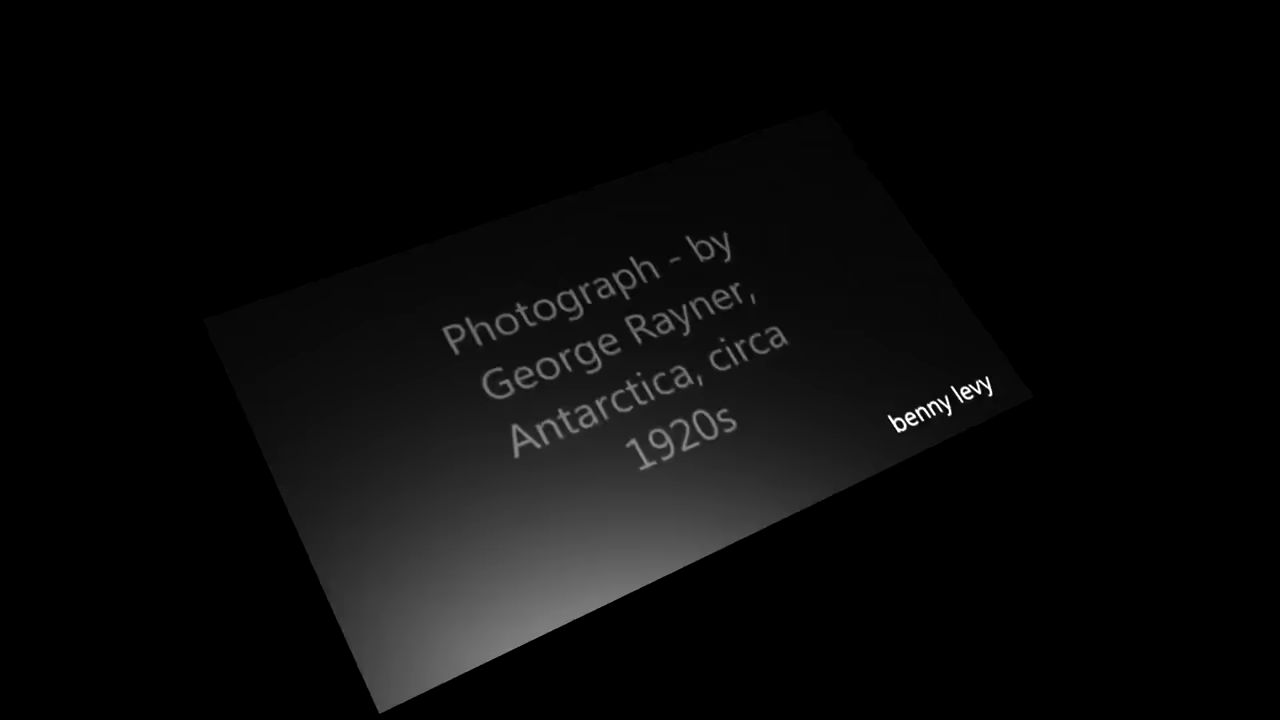 Photograph - by
George Rayner,
Antarctica, circa
1920s
benny levy